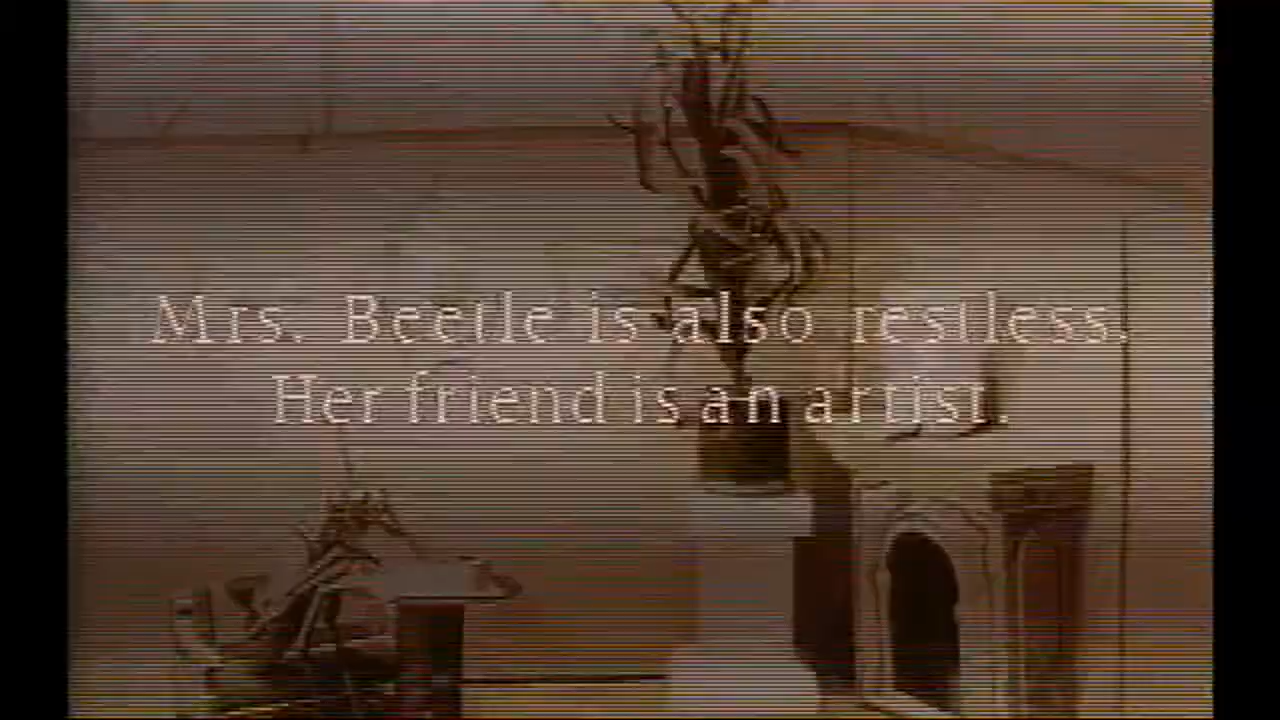 Mrs. Beetle is also restless.
Her friend is an artist.